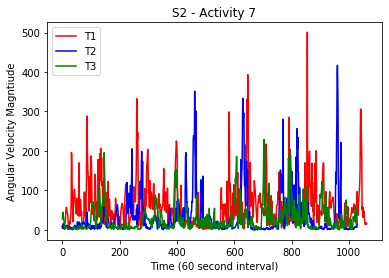 S2 - Activity 7
T1
T2
T3
500
400
300
200
100
0
Angular Velocity Magntiude
0 200 400 600 800 1000
Time (60 second interval)